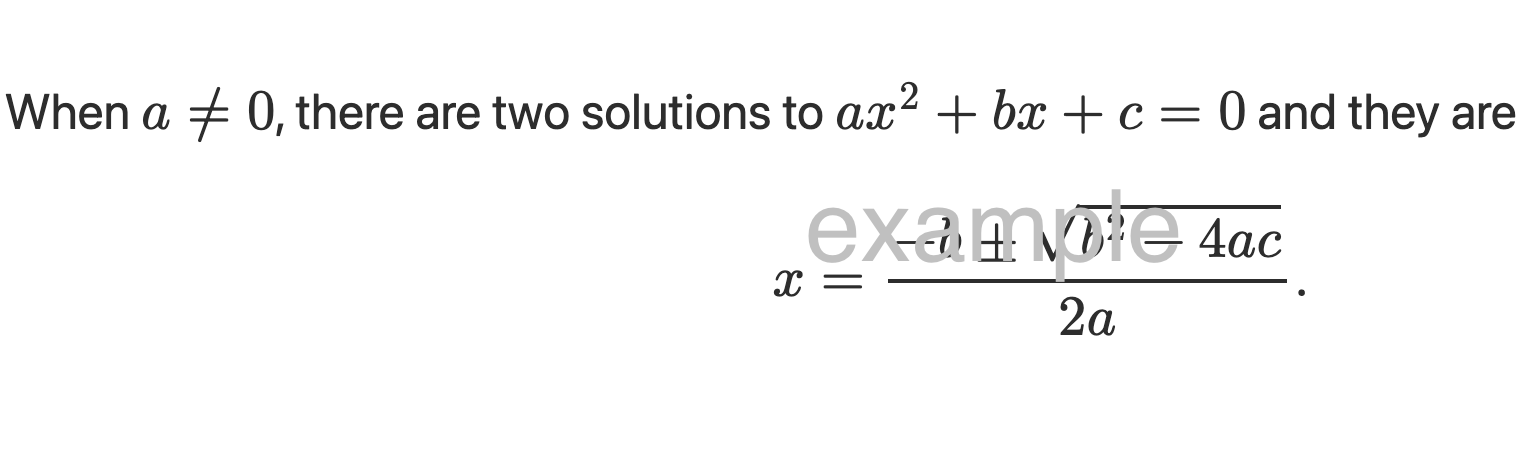 When a ≠ 0, there are two solutions to ax² + bx + c = 0 and they are
x = (−b ± √(b² − 4ac)) / 2a .
example